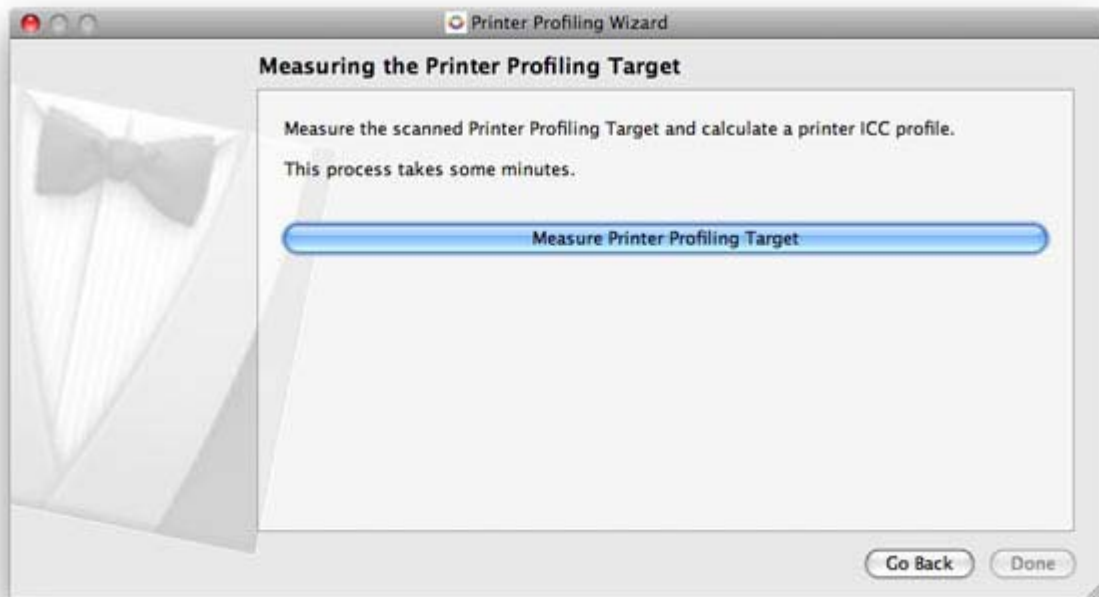 Printer Profiling Wizard
Measuring the Printer Profiling Target
Measure the scanned Printer Profiling Target and calculate a printer ICC profile.
This process takes some minutes.
Measure Printer Profiling Target
Go Back
Done